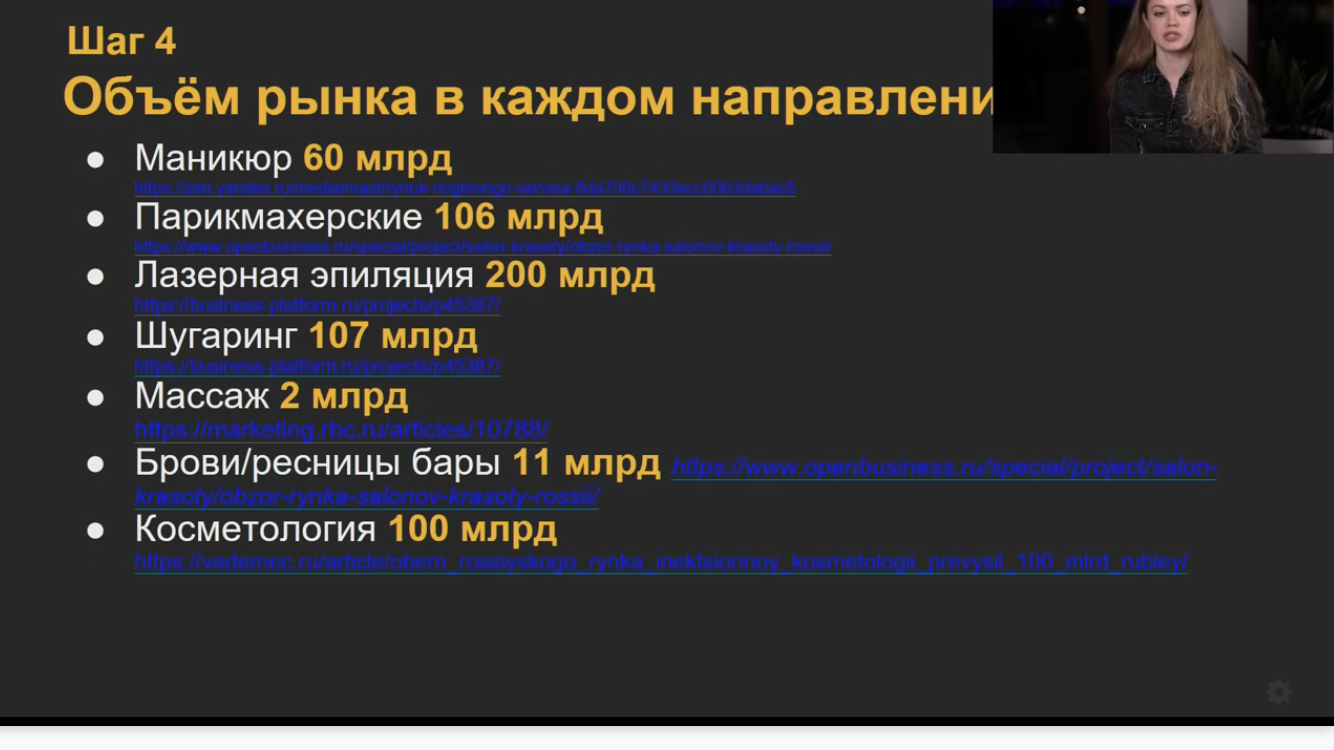 Шаг 4
Объём рынка в каждом направлени
● Маникюр 60 млрд
https://zen.yandex.ru/media/mast/rynok-nogtevogo-servisa-5da700c7433ecc00b3dabac6
● Парикмахерские 106 млрд
https://www.openbusiness.ru/special/project/salon-krasoty/obzor-rynka-salonov-krasoty-rossii/
● Лазерная эпиляция 200 млрд
https://business-platform.ru/projects/p45387/
● Шугаринг 107 млрд
https://business-platform.ru/projects/p45387/
● Массаж 2 млрд
https://marketing.rbc.ru/articles/10788/
● Брови/ресницы бары 11 млрд https://www.openbusiness.ru/special/project/salon-
krasoty/obzor-rynka-salonov-krasoty-rossii/
● Косметология 100 млрд
https://vademec.ru/article/obem_rossiyskogo_rynka_inektsionnoy_kosmetologii_prevysil_100_mlrd_rubley/